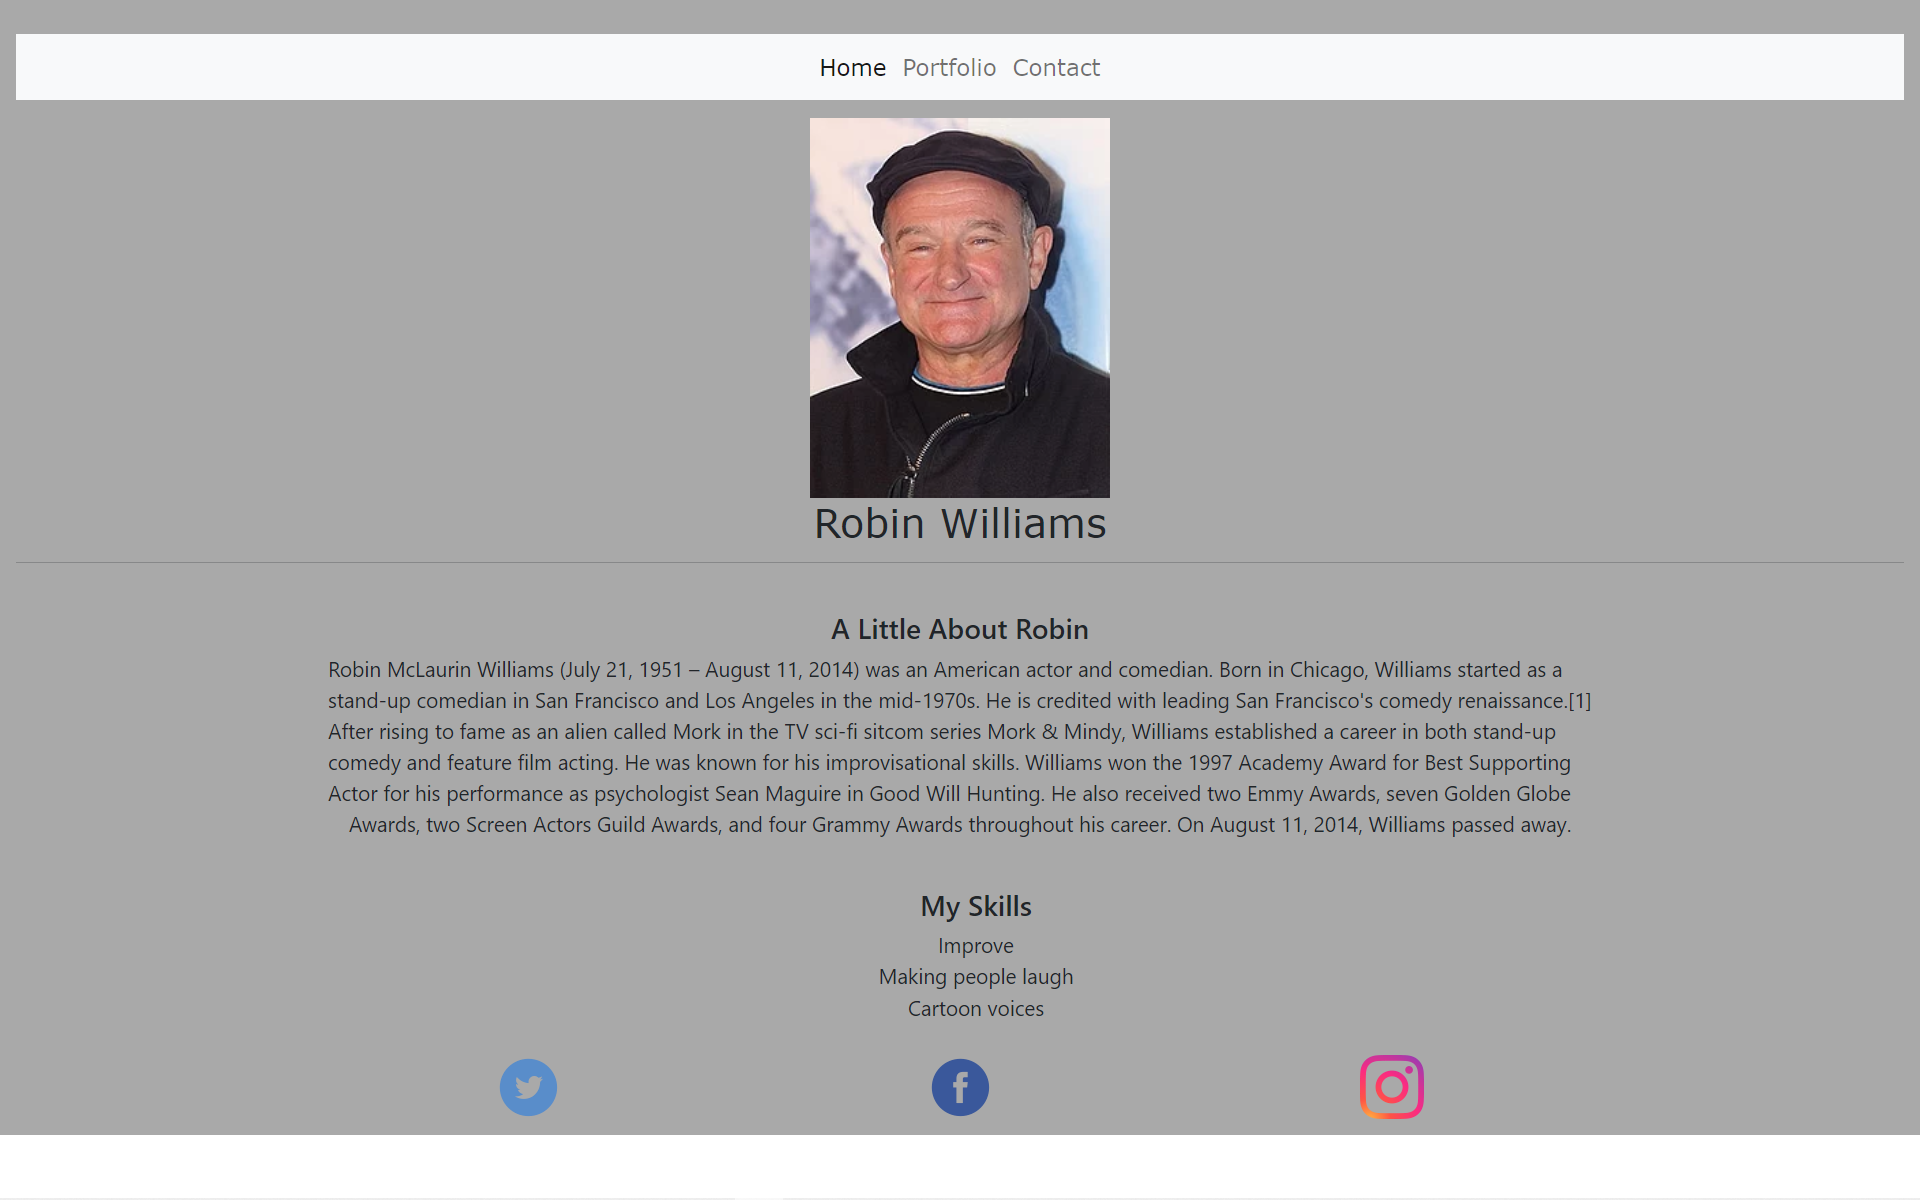 Home Portfolio Contact
Robin Williams
A Little About Robin
Robin McLaurin Williams (July 21, 1951 – August 11, 2014) was an American actor and comedian. Born in Chicago, Williams started as a
stand-up comedian in San Francisco and Los Angeles in the mid-1970s. He is credited with leading San Francisco's comedy renaissance.[1]
After rising to fame as an alien called Mork in the TV sci-fi sitcom series Mork & Mindy, Williams established a career in both stand-up
comedy and feature film acting. He was known for his improvisational skills. Williams won the 1997 Academy Award for Best Supporting
Actor for his performance as psychologist Sean Maguire in Good Will Hunting. He also received two Emmy Awards, seven Golden Globe
Awards, two Screen Actors Guild Awards, and four Grammy Awards throughout his career. On August 11, 2014, Williams passed away.
My Skills
Improve
Making people laugh
Cartoon voices